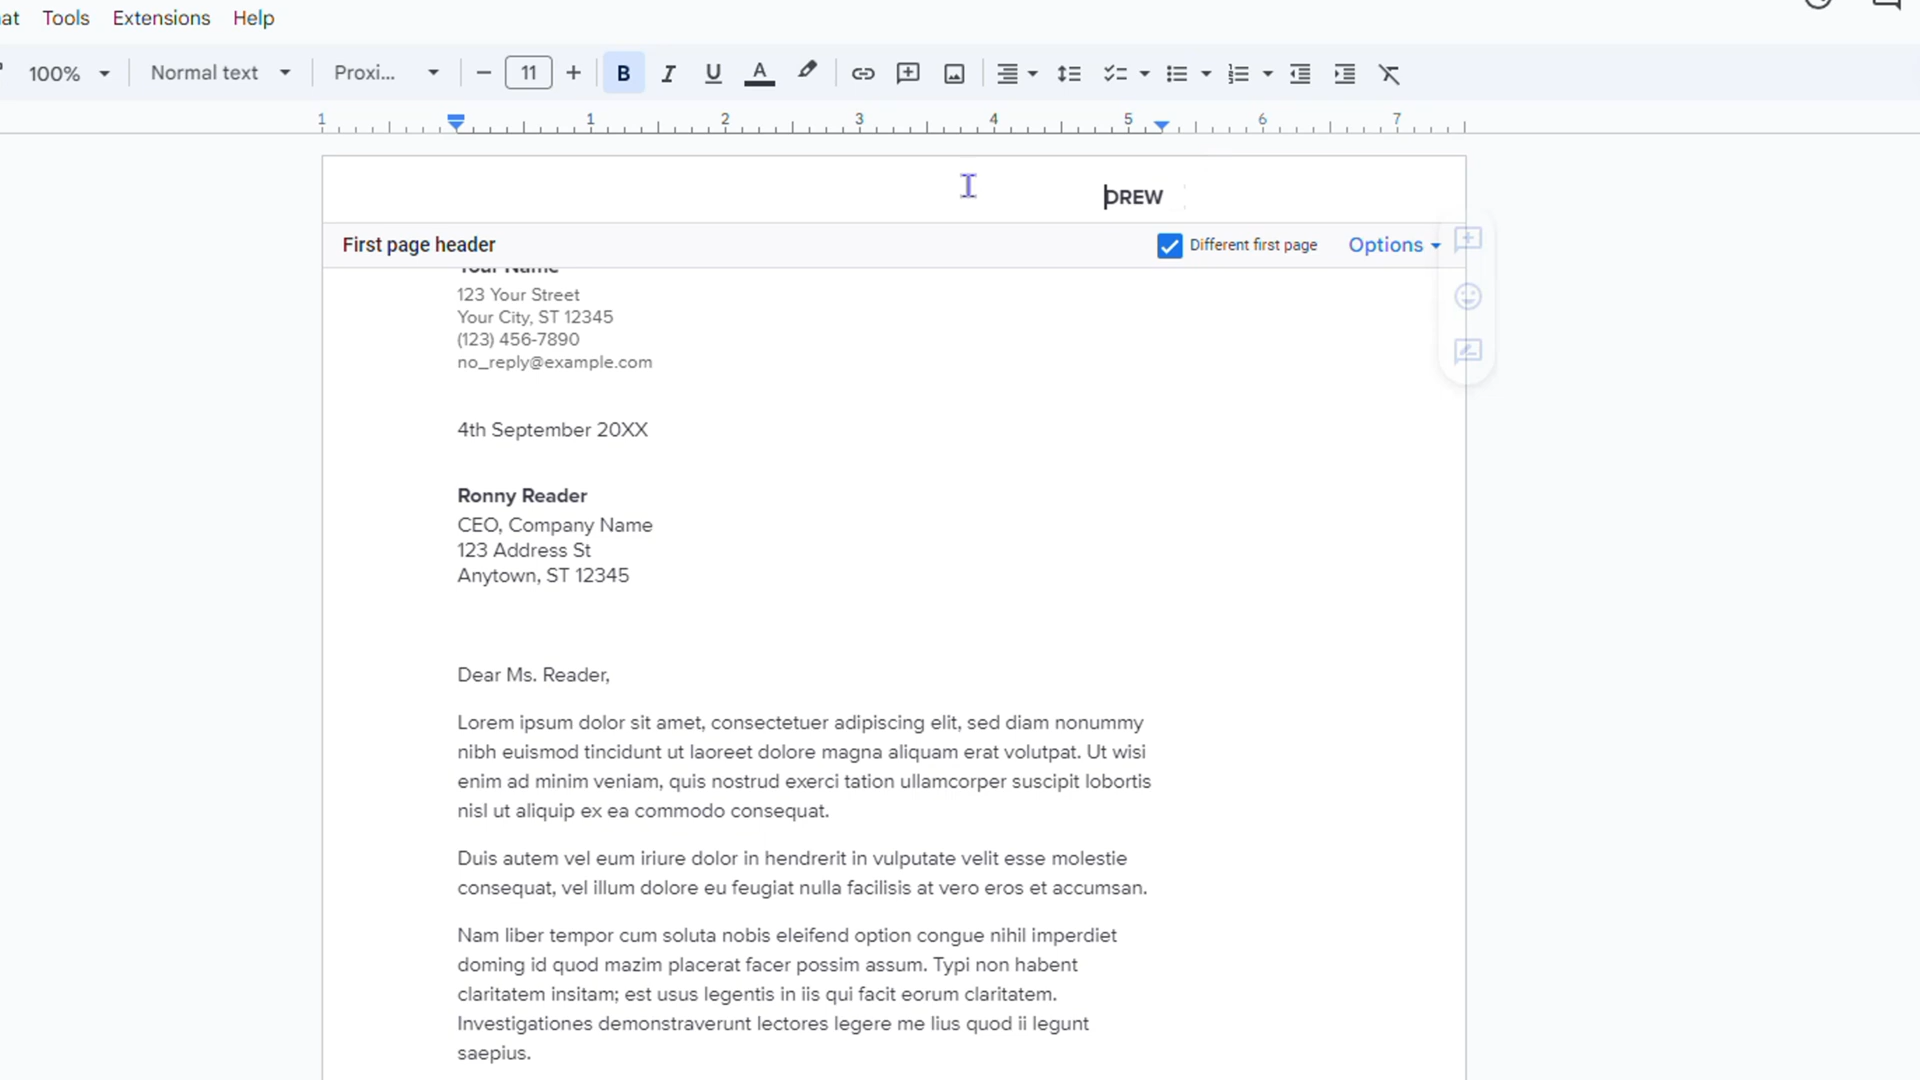 at Tools Extensions Help
100% Normal text Proxi... 11 B I U A
1 1 2 3 4 5 6 7
DREW
First page header Different first page Options
Your Name
123 Your Street
Your City, ST 12345
(123) 456-7890
no_reply@example.com
4th September 20XX
Ronny Reader
CEO, Company Name
123 Address St
Anytown, ST 12345
Dear Ms. Reader,
Lorem ipsum dolor sit amet, consectetuer adipiscing elit, sed diam nonummy
nibh euismod tincidunt ut laoreet dolore magna aliquam erat volutpat. Ut wisi
enim ad minim veniam, quis nostrud exerci tation ullamcorper suscipit lobortis
nisl ut aliquip ex ea commodo consequat.
Duis autem vel eum iriure dolor in hendrerit in vulputate velit esse molestie
consequat, vel illum dolore eu feugiat nulla facilisis at vero eros et accumsan.
Nam liber tempor cum soluta nobis eleifend option congue nihil imperdiet
doming id quod mazim placerat facer possim assum. Typi non habent
claritatem insitam; est usus legentis in iis qui facit eorum claritatem.
Investigationes demonstraverunt lectores legere me lius quod ii legunt
saepius.